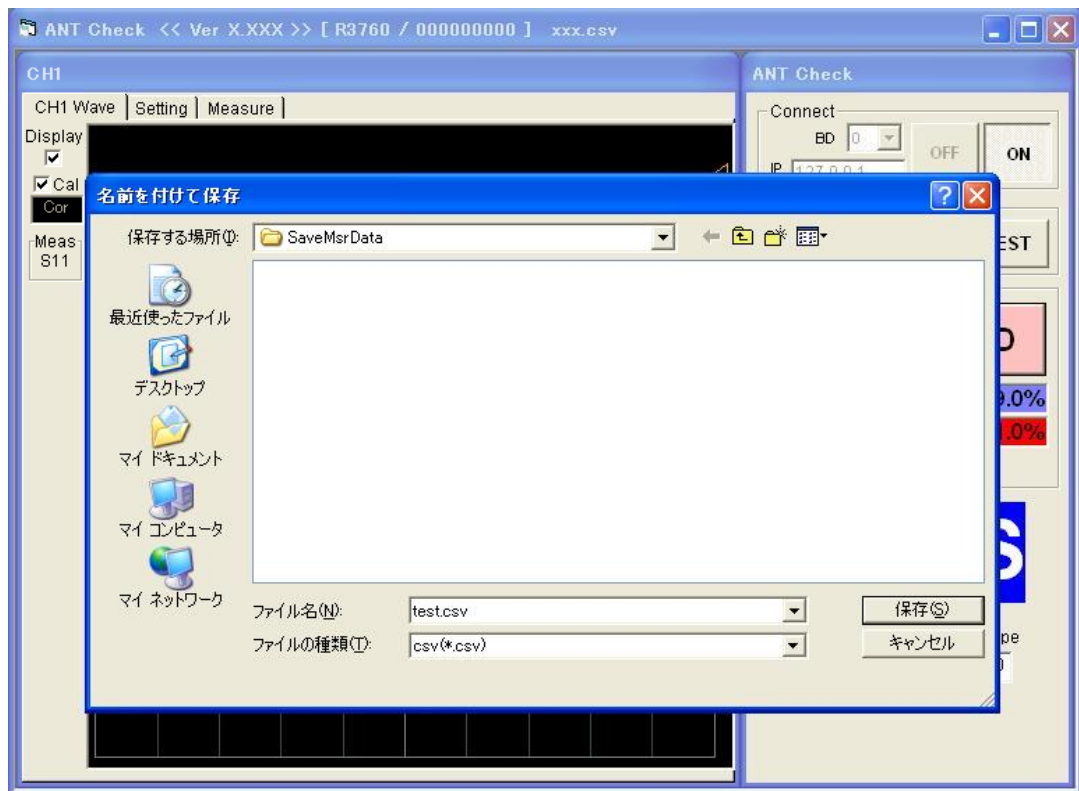 ANT Check << Ver X.XXX >> [ R3760 / 000000000 ] xxx.csv
CH1
ANT Check
CH1 Wave Setting Measure
Connect
Display
BD 0
OFF
ON
IP 127.0.0.1
Cal
Cor
名前を付けて保存
Meas
S11
保存する場所(I):
SaveMsrData
最近使ったファイル
デスクトップ
マイ ドキュメント
マイ コンピュータ
マイ ネットワーク
ファイル名(N):
test.csv
保存(S)
ファイルの種類(T):
csv(*.csv)
キャンセル